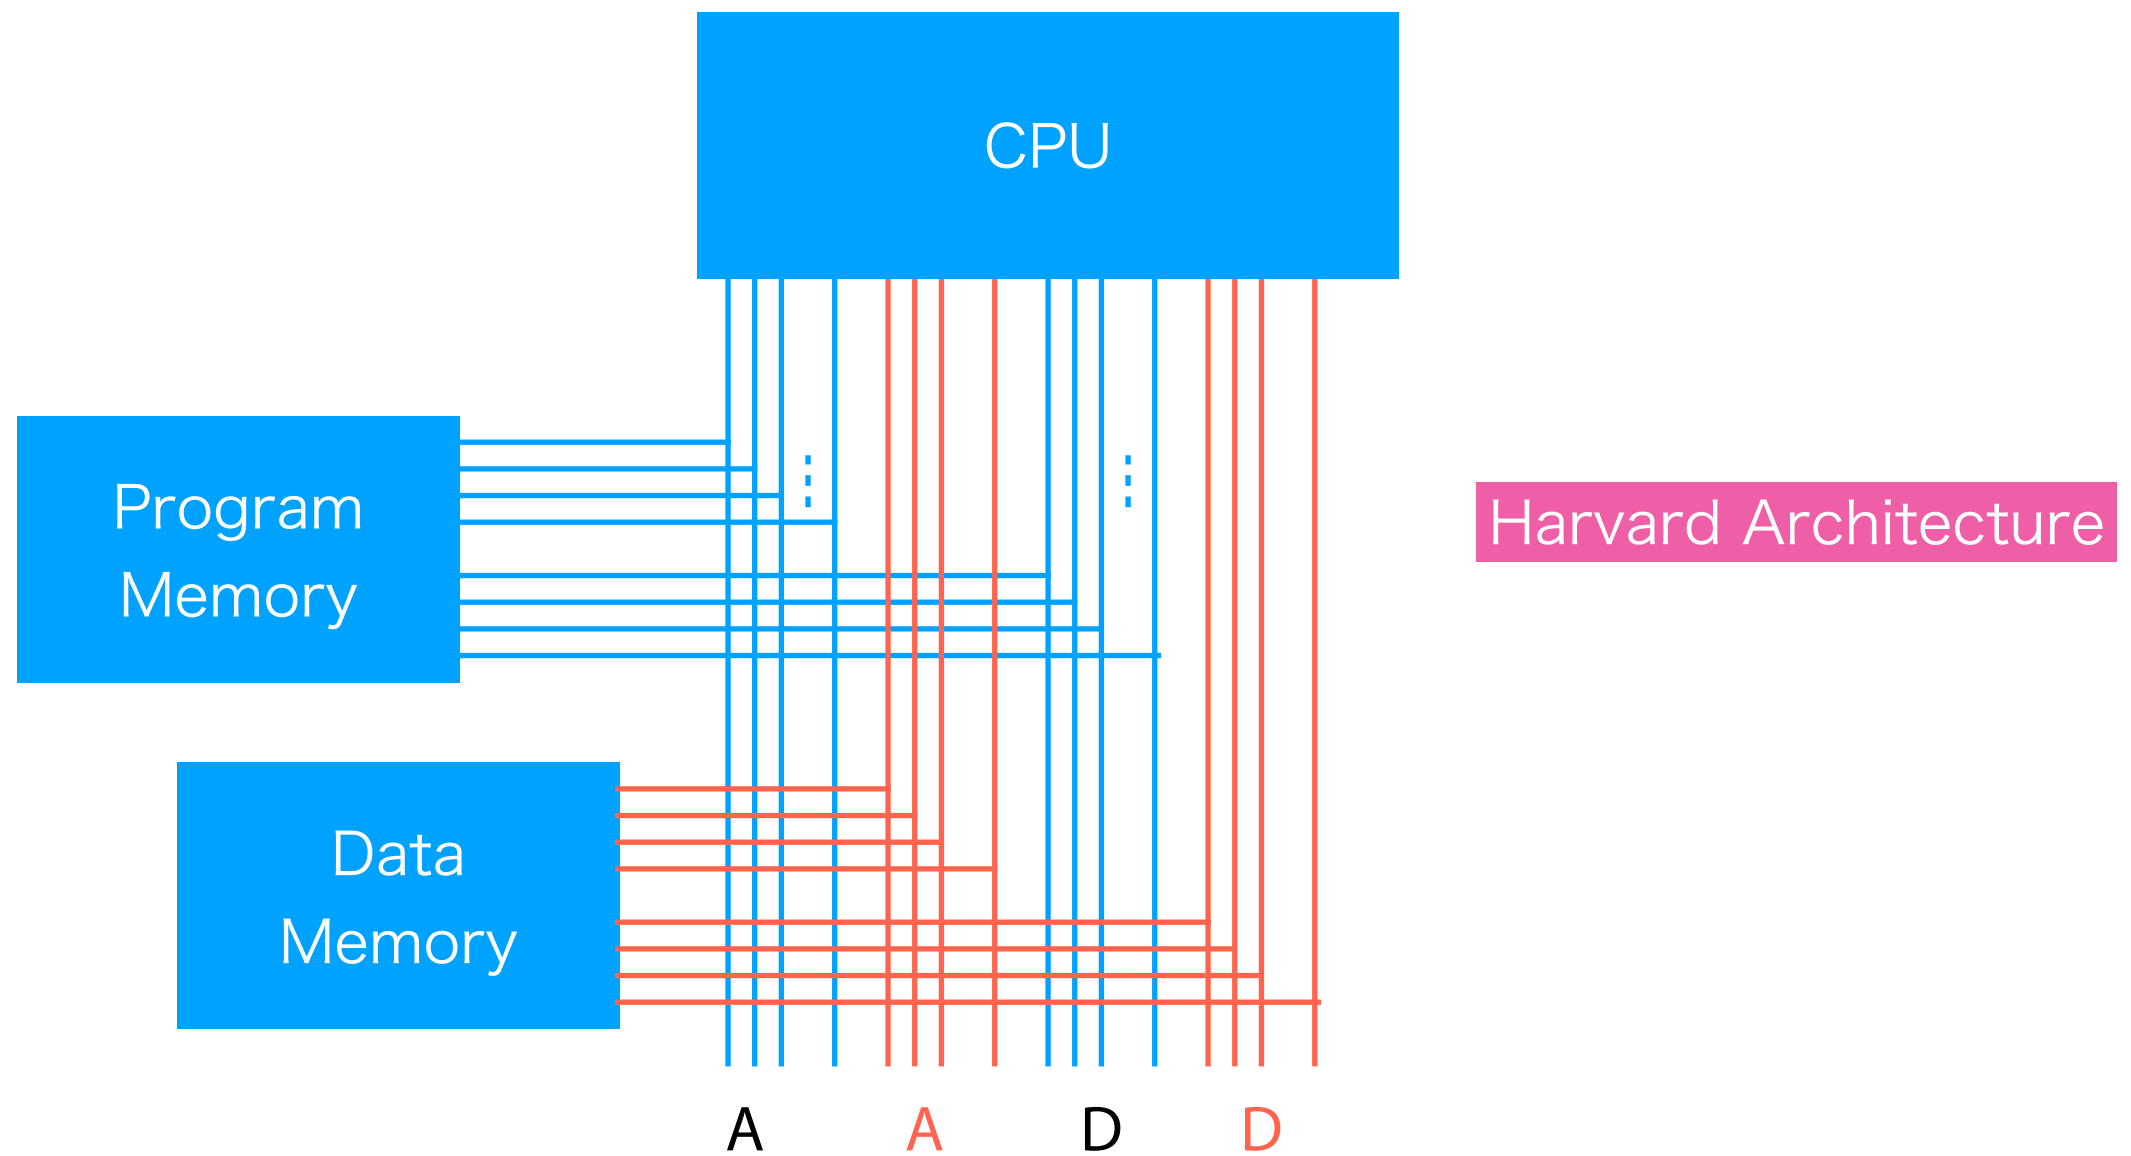 CPU
Program
Memory
Harvard Architecture
Data
Memory
A A D D